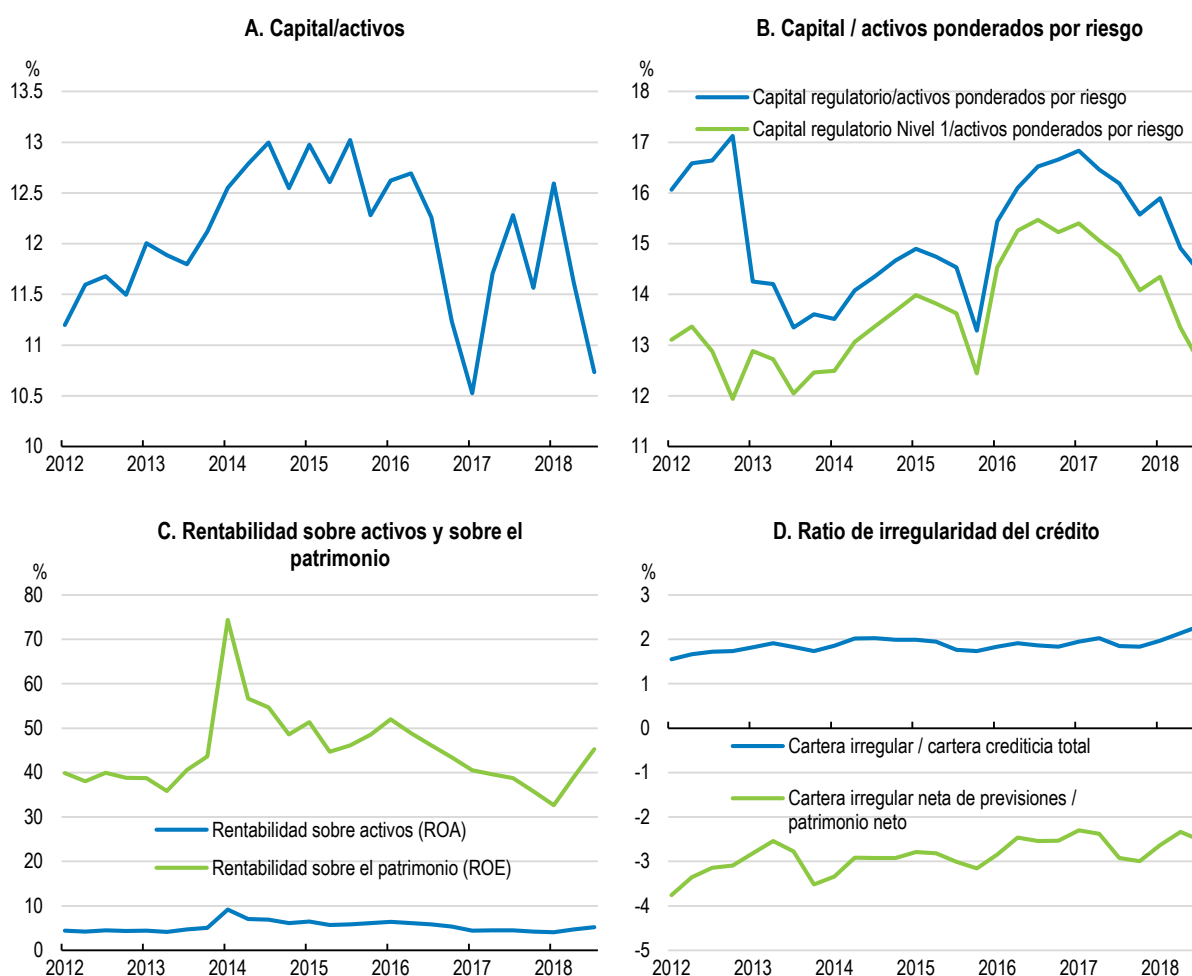 A. Capital/activos
%
13.5
13
12.5
12
11.5
11
10.5
10
2012 2013 2014 2015 2016 2017 2018
B. Capital / activos ponderados por riesgo
%
18
17
16
15
14
13
12
11
Capital regulatorio/activos ponderados por riesgo
Capital regulatorio Nivel 1/activos ponderados por riesgo
2012 2013 2014 2015 2016 2017 2018
C. Rentabilidad sobre activos y sobre el
patrimonio
%
80
70
60
50
40
30
20
10
0
Rentabilidad sobre activos (ROA)
Rentabilidad sobre el patrimonio (ROE)
2012 2013 2014 2015 2016 2017 2018
D. Ratio de irregularidad del crédito
%
3
2
1
0
-1
-2
-3
-4
-5
Cartera irregular / cartera crediticia total
Cartera irregular neta de previsiones /
patrimonio neto
2012 2013 2014 2015 2016 2017 2018